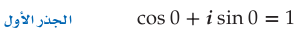 الجذر الأول cos 0 + i sin 0 = 1